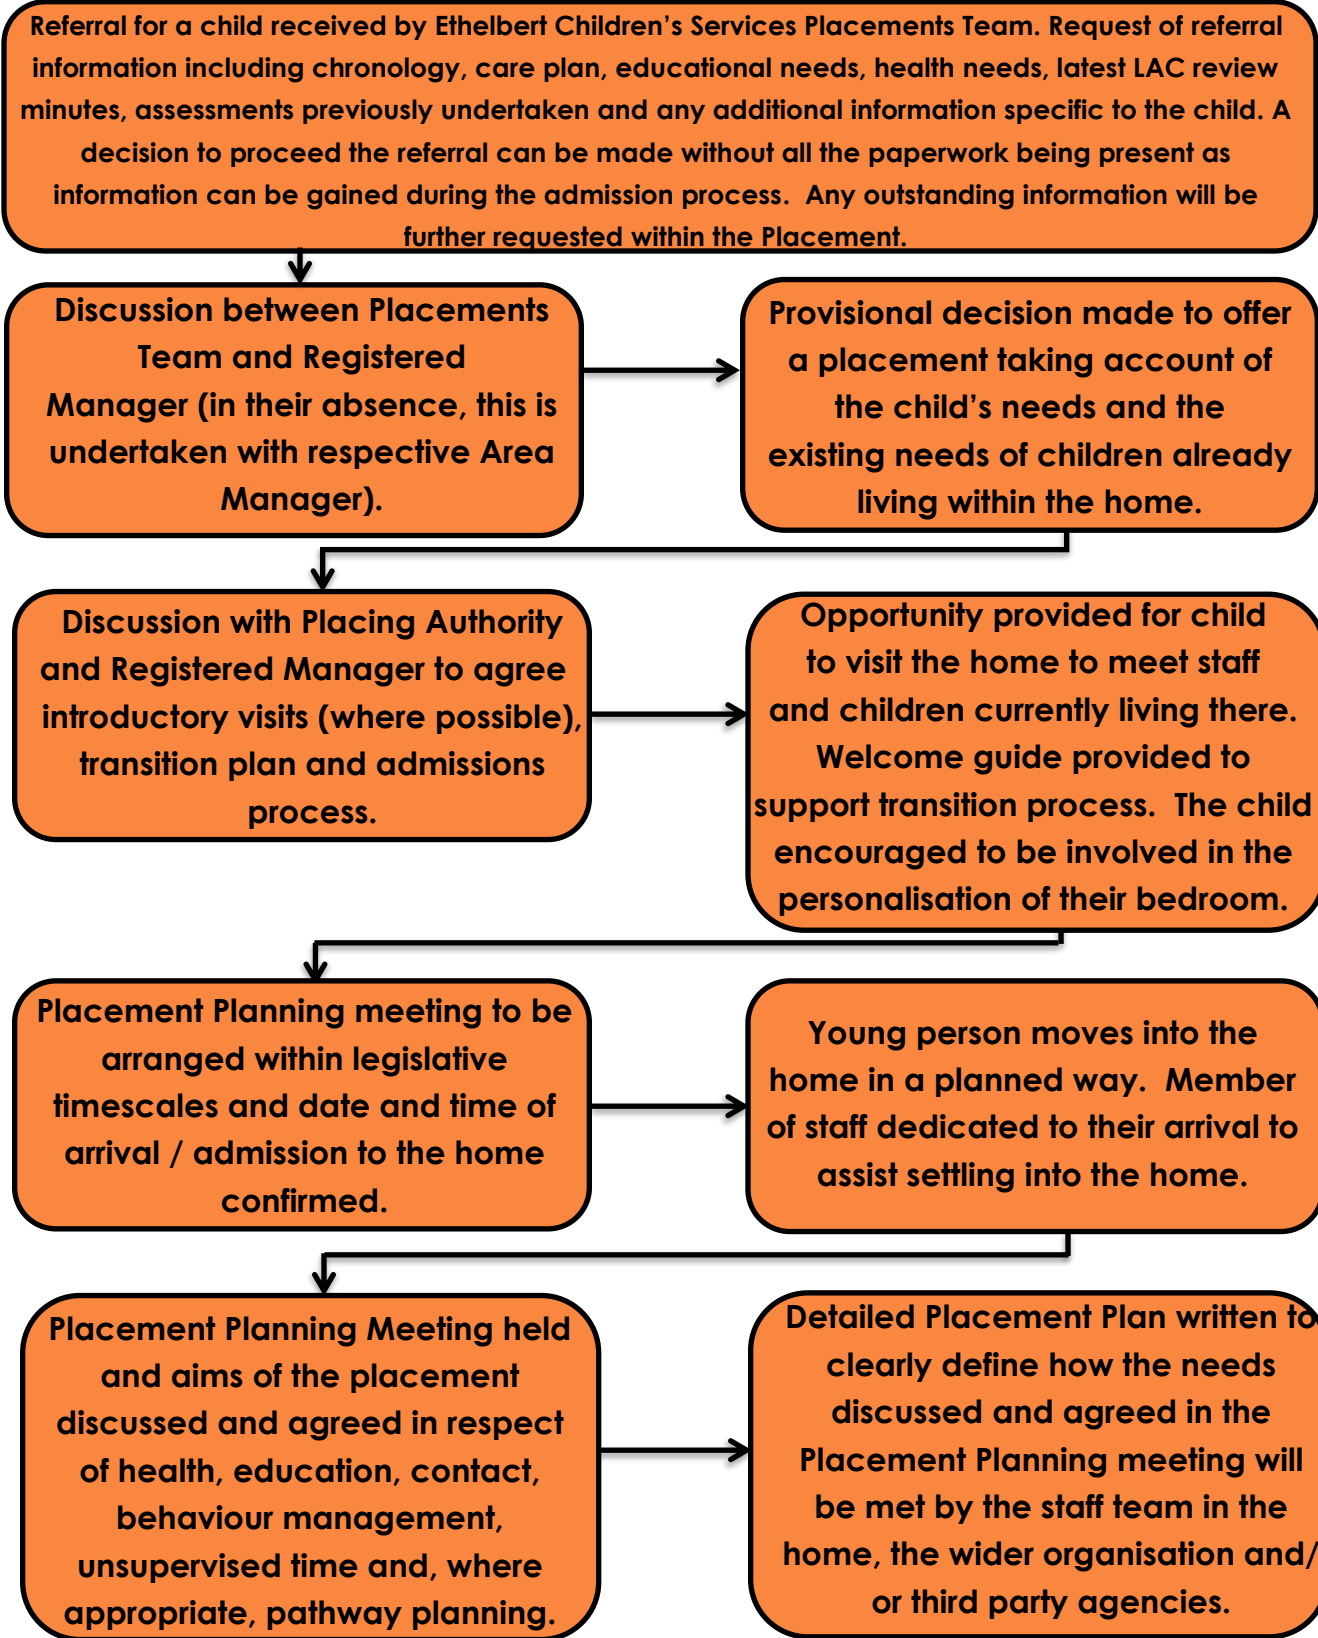 Referral for a child received by Ethelbert Children’s Services Placements Team. Request of referral
information including chronology, care plan, educational needs, health needs, latest LAC review
minutes, assessments previously undertaken and any additional information specific to the child. A
decision to proceed the referral can be made without all the paperwork being present as
information can be gained during the admission process.  Any outstanding information will be
further requested within the Placement.
Discussion between Placements
Team and Registered
Manager (in their absence, this is
undertaken with respective Area
Manager).
Provisional decision made to offer
a placement taking account of
the child’s needs and the
existing needs of children already
living within the home.
Discussion with Placing Authority
and Registered Manager to agree
introductory visits (where possible),
transition plan and admissions
process.
Opportunity provided for child
to visit the home to meet staff
and children currently living there.
Welcome guide provided to
support transition process.  The child
encouraged to be involved in the
personalisation of their bedroom.
Placement Planning meeting to be
arranged within legislative
timescales and date and time of
arrival / admission to the home
confirmed.
Young person moves into the
home in a planned way.  Member
of staff dedicated to their arrival to
assist settling into the home.
Placement Planning Meeting held
and aims of the placement
discussed and agreed in respect
of health, education, contact,
behaviour management,
unsupervised time and, where
appropriate, pathway planning.
Detailed Placement Plan written to
clearly define how the needs
discussed and agreed in the
Placement Planning meeting will
be met by the staff team in the
home, the wider organisation and/
or third party agencies.